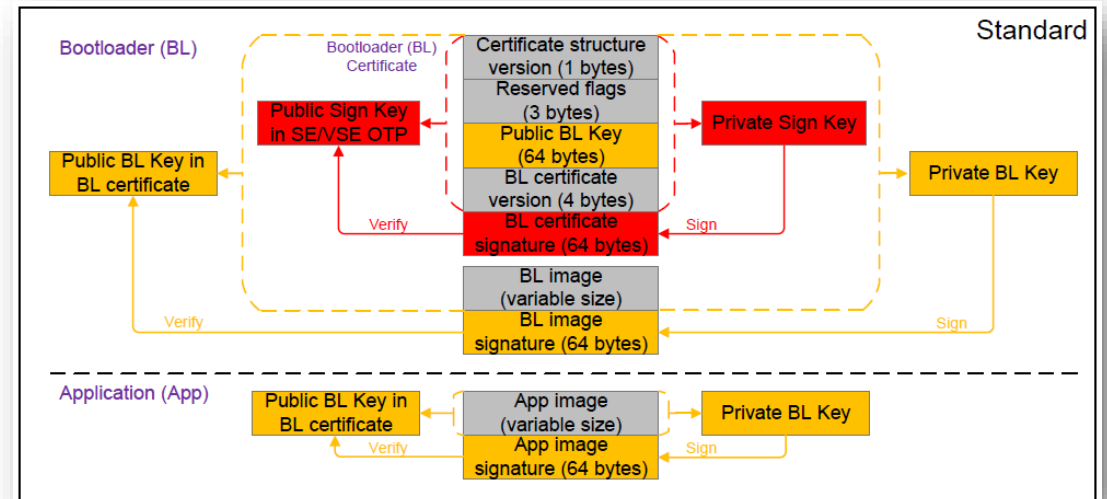 Standard
Bootloader (BL)
Bootloader (BL)
Certificate
Certificate structure
version (1 bytes)
Reserved flags
(3 bytes)
Public Sign Key
in SE/VSE OTP
Private Sign Key
Public BL Key
(64 bytes)
Public BL Key in
BL certificate
Private BL Key
BL certificate
version (4 bytes)
Verify
BL certificate
signature (64 bytes)
Sign
BL image
(variable size)
Verify
BL image
signature (64 bytes)
Sign
Application (App)
Public BL Key in
BL certificate
App image
(variable size)
Private BL Key
Verify
App image
signature (64 bytes)
Sign